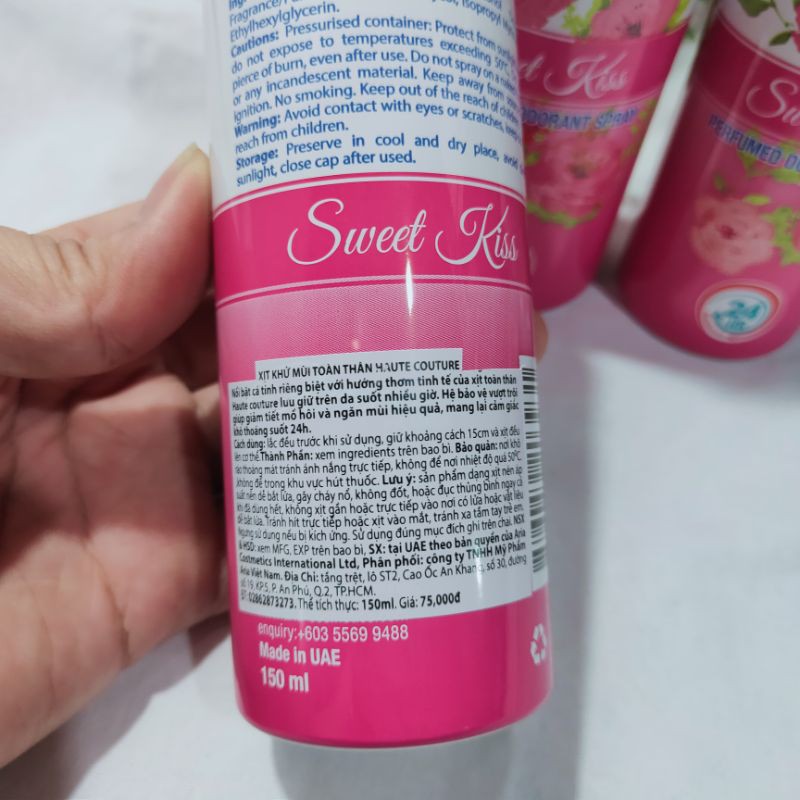 Ethylhexylglycerin.
Cautions: Pressurised container: Protect from
do not expose to temperatures exceeding 50°C.
pierce of burn, even after use. Do not spray on a
or any incandescent material. Keep away from
ignition. No smoking. Keep out of the reach of children
Warning: Avoid contact with eyes or scratches,
reach from children.
Storage: Preserve in cool and dry place, avoid
sunlight, close cap after used.
Sweet Kiss
XỊT KHỬ MÙI TOÀN THÂN HAUTE COUTURE
Nổi bât cá tính riêng biệt với hướng thơm tinh tế của xịt toàn thân
Haute couture luu giữ trên da suốt nhiều giờ. Hệ bảo vệ vượt trội
giúp giảm tiết mồ hôi và ngăn mùi hiệu quả, mang lại cảm giác
khô thoáng suốt 24h.
Cách dùng: lắc đều trước khi sử dụng, giữ khoảng cách 15cm và xịt đều
lên cơ thể. Thành Phần: xem ingredients trên bao bì. Bảo quản: nơi khô
ráo thoáng mát tránh ánh nắng trực tiếp, không để nơi nhiệt độ quá 50°C,
không để trong khu vực hút thuốc. Lưu ý: sản phẩm dạng xịt nén áp
suất nên dễ bắt lửa, gây cháy nổ, không đốt, hoặc đục thủng bình ngay cả
khi đã dùng hết, không xịt gần hoặc trực tiếp vào nơi có lửa hoặc vật liệu
dễ bắt lửa. Tránh hít trực tiếp hoặc xịt vào mắt, tránh xa tầm tay trẻ em.
Ngưng sử dụng nếu bị kích ứng. Sử dụng đúng mục đích ghi trên chai. NSX
& HSD: xem MFG, EXP trên bao bì, SX: tại UAE theo bản quyền của Aria
Costmetics International Ltd, Phân phối: công ty TNHH Mỹ Phẩm
Aria Việt Nam. Địa Chỉ: tầng trệt, lô ST2, Cao Ốc An Khang, số 30, đường
số 19, KP.5, P. An Phú, Q.2, TP.HCM.
ĐT: 02862873273. Thể tích thực: 150ml. Giá: 75,000đ
enquiry:+603 5569 9488
Made in UAE
150 ml
Kiss
ODORANT SPRAY
PERFUMED
24